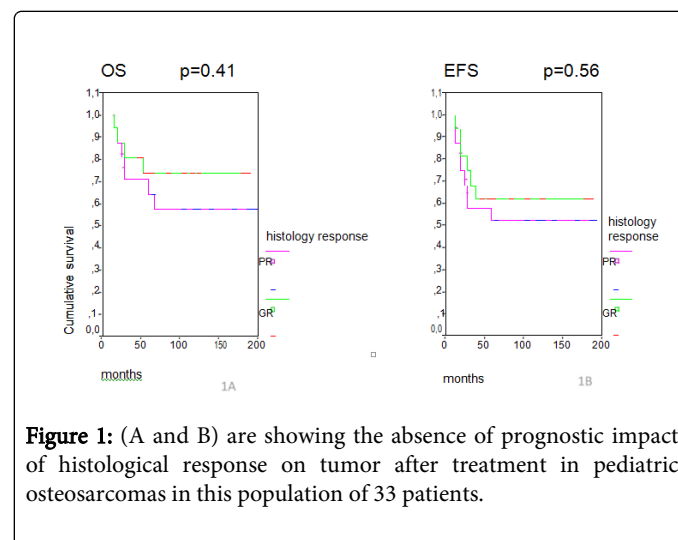 OS p=0.41
1,1
1,0
,9
,8
,7
,6
,5
,4
,3
,2
,1
0,0
0 50 100 150 200
Cumulative survival
months
histology response
PR
GR
1A
EFS p=0.56
1,1
1,0
,9
,8
,7
,6
,5
,4
,3
,2
,1
0,0
0 50 100 150 200
months
histology
response
PR
GR
1B
Figure 1: (A and B) are showing the absence of prognostic impact
of histological response on tumor after treatment in pediatric
osteosarcomas in this population of 33 patients.